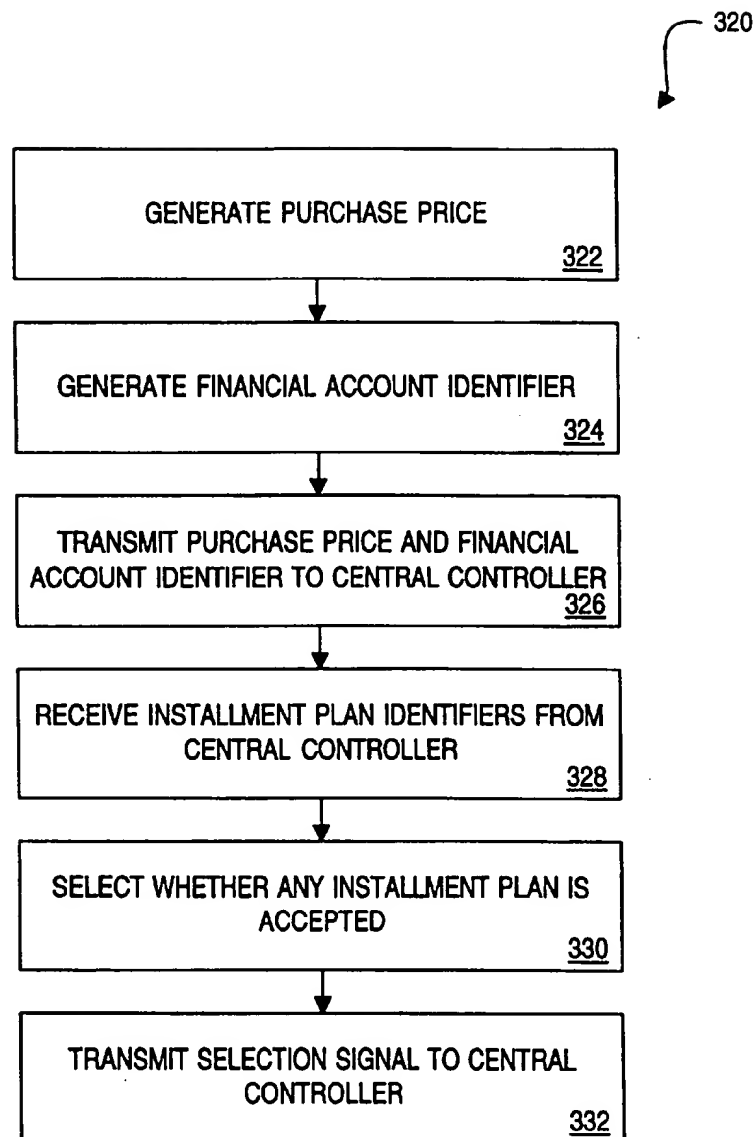 320
GENERATE PURCHASE PRICE
322
GENERATE FINANCIAL ACCOUNT IDENTIFIER
324
TRANSMIT PURCHASE PRICE AND FINANCIAL
ACCOUNT IDENTIFIER TO CENTRAL CONTROLLER
326
RECEIVE INSTALLMENT PLAN IDENTIFIERS FROM
CENTRAL CONTROLLER
328
SELECT WHETHER ANY INSTALLMENT PLAN IS
ACCEPTED
330
TRANSMIT SELECTION SIGNAL TO CENTRAL
CONTROLLER
332